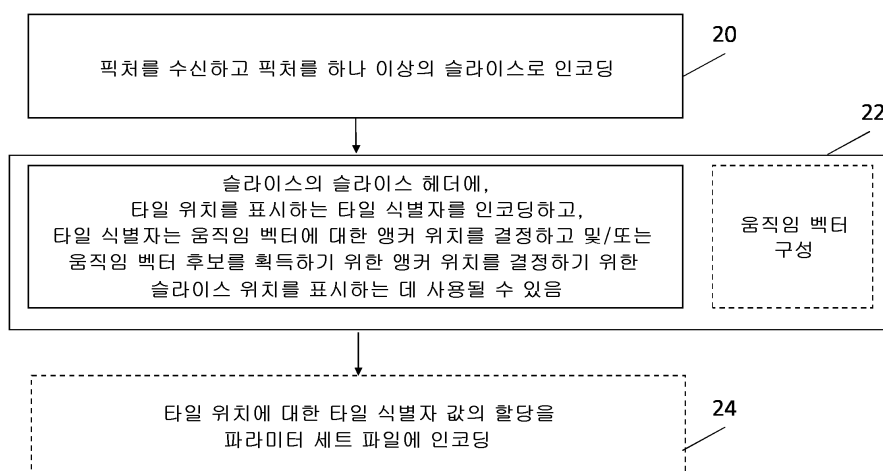 20
픽처를 수신하고 픽처를 하나 이상의 슬라이스로 인코딩
22
슬라이스의 슬라이스 헤더에,
타일 위치를 표시하는 타일 식별자를 인코딩하고,
타일 식별자는 움직임 벡터에 대한 앵커 위치를 결정하고 및/또는
움직임 벡터 후보를 획득하기 위한 앵커 위치를 결정하기 위한
슬라이스 위치를 표시하는 데 사용될 수 있음
움직임 벡터
구성
타일 위치에 대한 타일 식별자 값의 할당을
파라미터 세트 파일에 인코딩
24